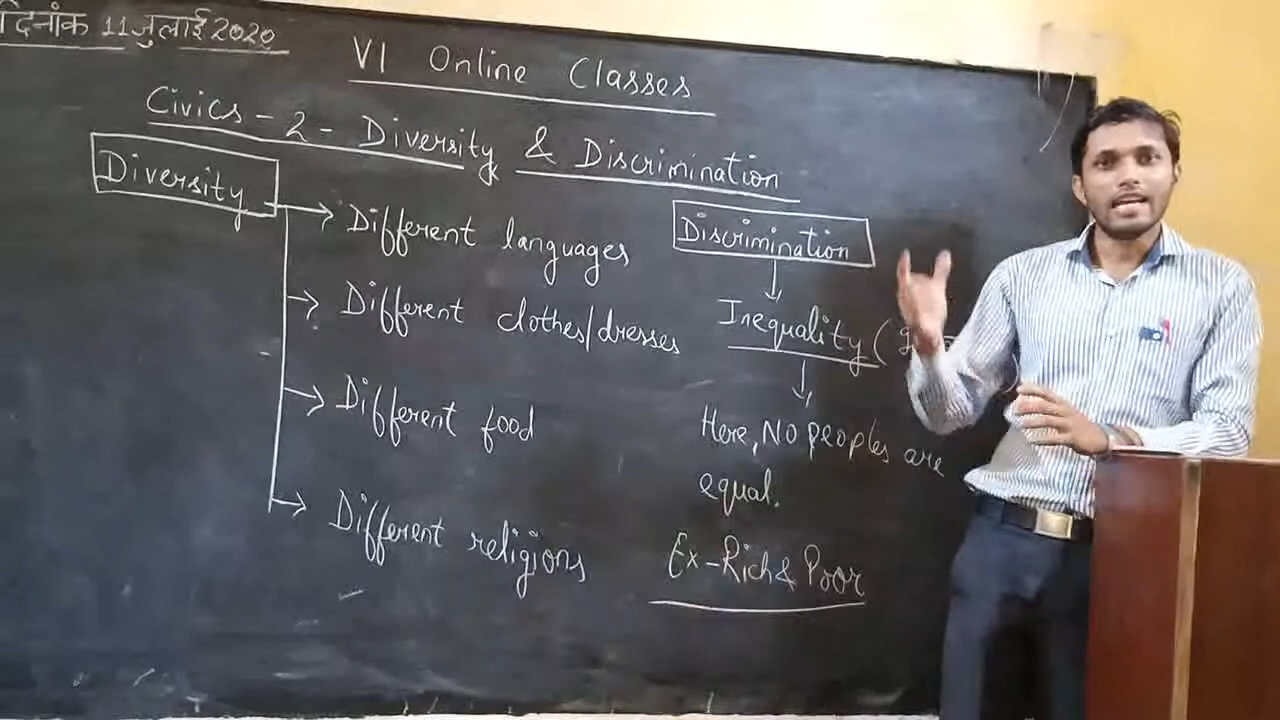 दिनांक 11 जुलाई 2020
VI Online Classes
Civics - 2 - Diversity & Discrimination
Diversity
Different languages
Different clothes/dresses
Different food
Different religions
Discrimination
Inequality (
Here, No peoples are
equal.
Ex-Rich & Poor